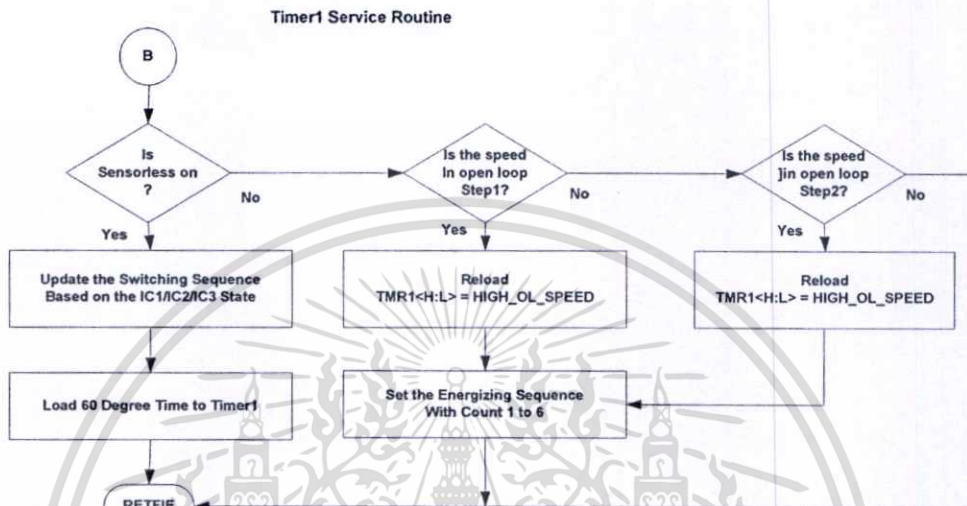 Timer1 Service Routine
B
Is
Sensorless on
?
No
Yes
Is the speed
In open loop
Step1?
No
Yes
Is the speed
]in open loop
Step2?
No
Yes
Update the Switching Sequence
Based on the IC1/IC2/IC3 State
Reload
TMR1<H:L> = HIGH_OL_SPEED
Reload
TMR1<H:L> = HIGH_OL_SPEED
Load 60 Degree Time to Timer1
Set the Energizing Sequence
With Count 1 to 6
RETFIE